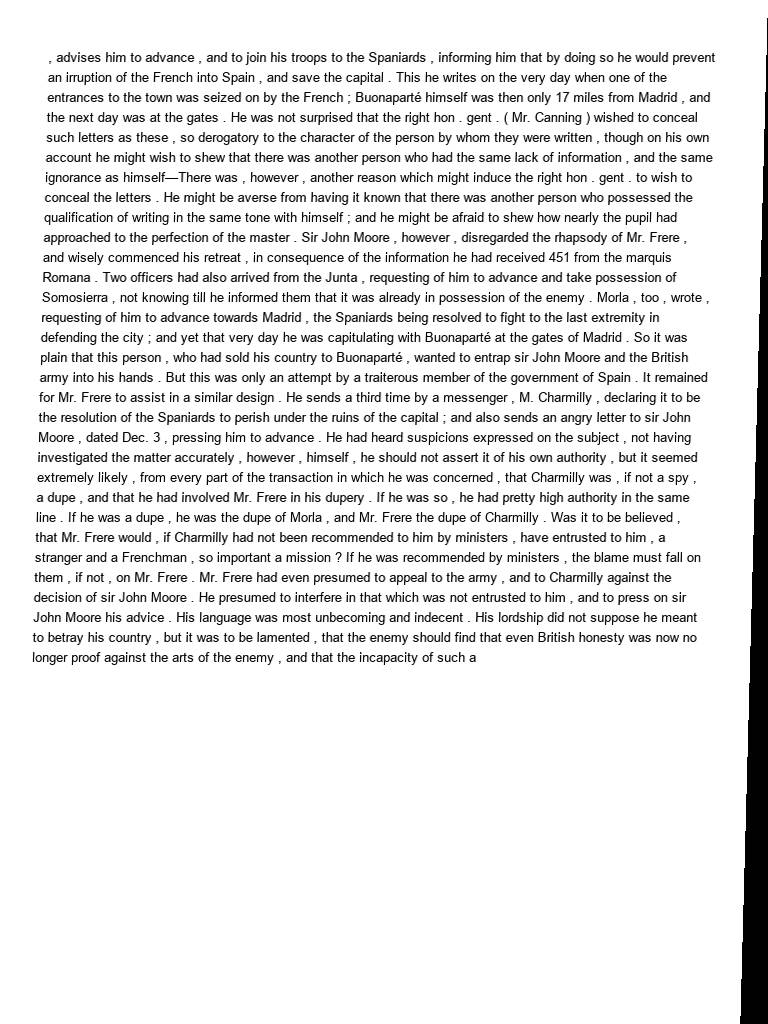 , advises him to advance , and to join his troops to the Spaniards , informing him that by doing so he would prevent
an irruption of the French into Spain , and save the capital . This he writes on the very day when one of the
entrances to the town was seized on by the French ; Buonaparté himself was then only 17 miles from Madrid , and
the next day was at the gates . He was not surprised that the right hon . gent . ( Mr. Canning ) wished to conceal
such letters as these , so derogatory to the character of the person by whom they were written , though on his own
account he might wish to shew that there was another person who had the same lack of information , and the same
ignorance as himself—There was , however , another reason which might induce the right hon . gent . to wish to
conceal the letters . He might be averse from having it known that there was another person who possessed the
qualification of writing in the same tone with himself ; and he might be afraid to shew how nearly the pupil had
approached to the perfection of the master . Sir John Moore , however , disregarded the rhapsody of Mr. Frere ,
and wisely commenced his retreat , in consequence of the information he had received 451 from the marquis
Romana . Two officers had also arrived from the Junta , requesting of him to advance and take possession of
Somosierra , not knowing till he informed them that it was already in possession of the enemy . Morla , too , wrote ,
requesting of him to advance towards Madrid , the Spaniards being resolved to fight to the last extremity in
defending the city ; and yet that very day he was capitulating with Buonaparté at the gates of Madrid . So it was
plain that this person , who had sold his country to Buonaparté , wanted to entrap sir John Moore and the British
army into his hands . But this was only an attempt by a traiterous member of the government of Spain . It remained
for Mr. Frere to assist in a similar design . He sends a third time by a messenger , M. Charmilly , declaring it to be
the resolution of the Spaniards to perish under the ruins of the capital ; and also sends an angry letter to sir John
Moore , dated Dec. 3 , pressing him to advance . He had heard suspicions expressed on the subject , not having
investigated the matter accurately , however , himself , he should not assert it of his own authority , but it seemed
extremely likely , from every part of the transaction in which he was concerned , that Charmilly was , if not a spy ,
a dupe , and that he had involved Mr. Frere in his dupery . If he was so , he had pretty high authority in the same
line . If he was a dupe , he was the dupe of Morla , and Mr. Frere the dupe of Charmilly . Was it to be believed ,
that Mr. Frere would , if Charmilly had not been recommended to him by ministers , have entrusted to him , a
stranger and a Frenchman , so important a mission ? If he was recommended by ministers , the blame must fall on
them , if not , on Mr. Frere . Mr. Frere had even presumed to appeal to the army , and to Charmilly against the
decision of sir John Moore . He presumed to interfere in that which was not entrusted to him , and to press on sir
John Moore his advice . His language was most unbecoming and indecent . His lordship did not suppose he meant
to betray his country , but it was to be lamented , that the enemy should find that even British honesty was now no
longer proof against the arts of the enemy , and that the incapacity of such a